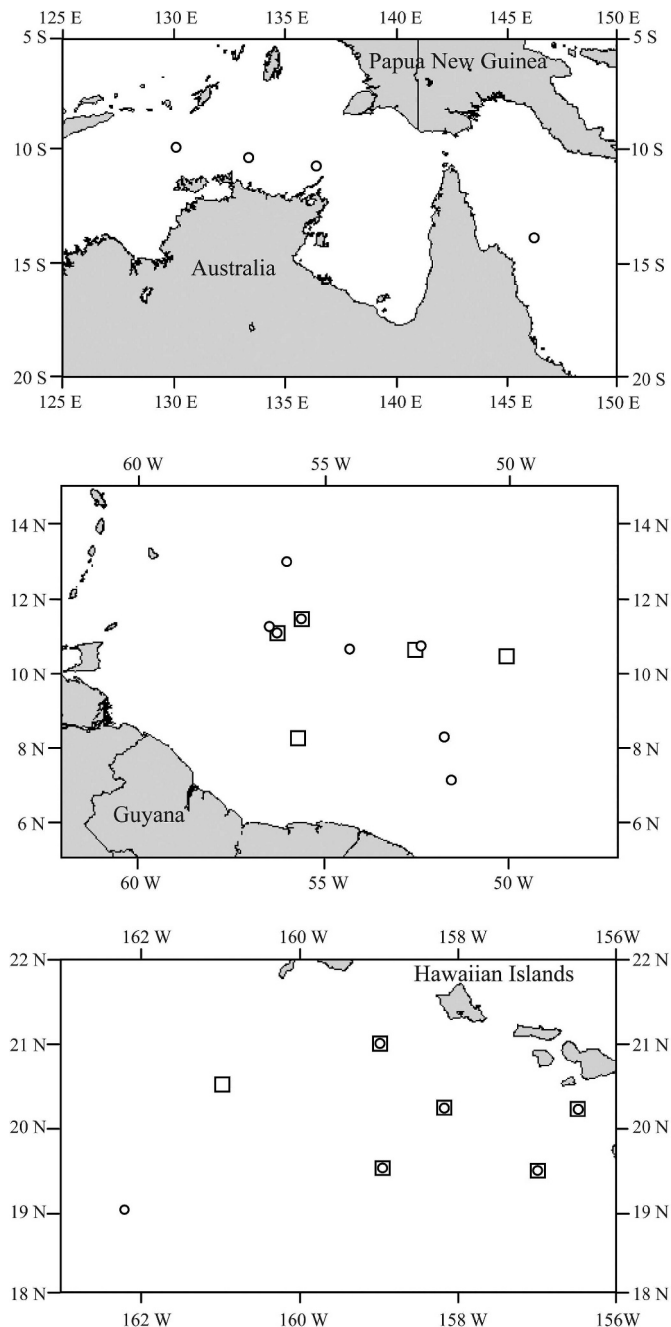 125 E 130 E 135 E 140 E 145 E 150 E
5 S 5 S
Papua New Guinea
10 S 10 S
15 S Australia 15 S
20 S 20 S
125 E 130 E 135 E 140 E 145 E 150 E
60 W 55 W 50 W
14 N 14 N
12 N 12 N
10 N 10 N
8 N 8 N
Guyana
6 N 6 N
60 W 55 W 50 W
162 W 160 W 158 W 156W
22 N 22 N
Hawaiian Islands
21 N 21 N
20 N 20 N
19 N 19 N
18 N 18 N
162 W 160 W 158 W 156W